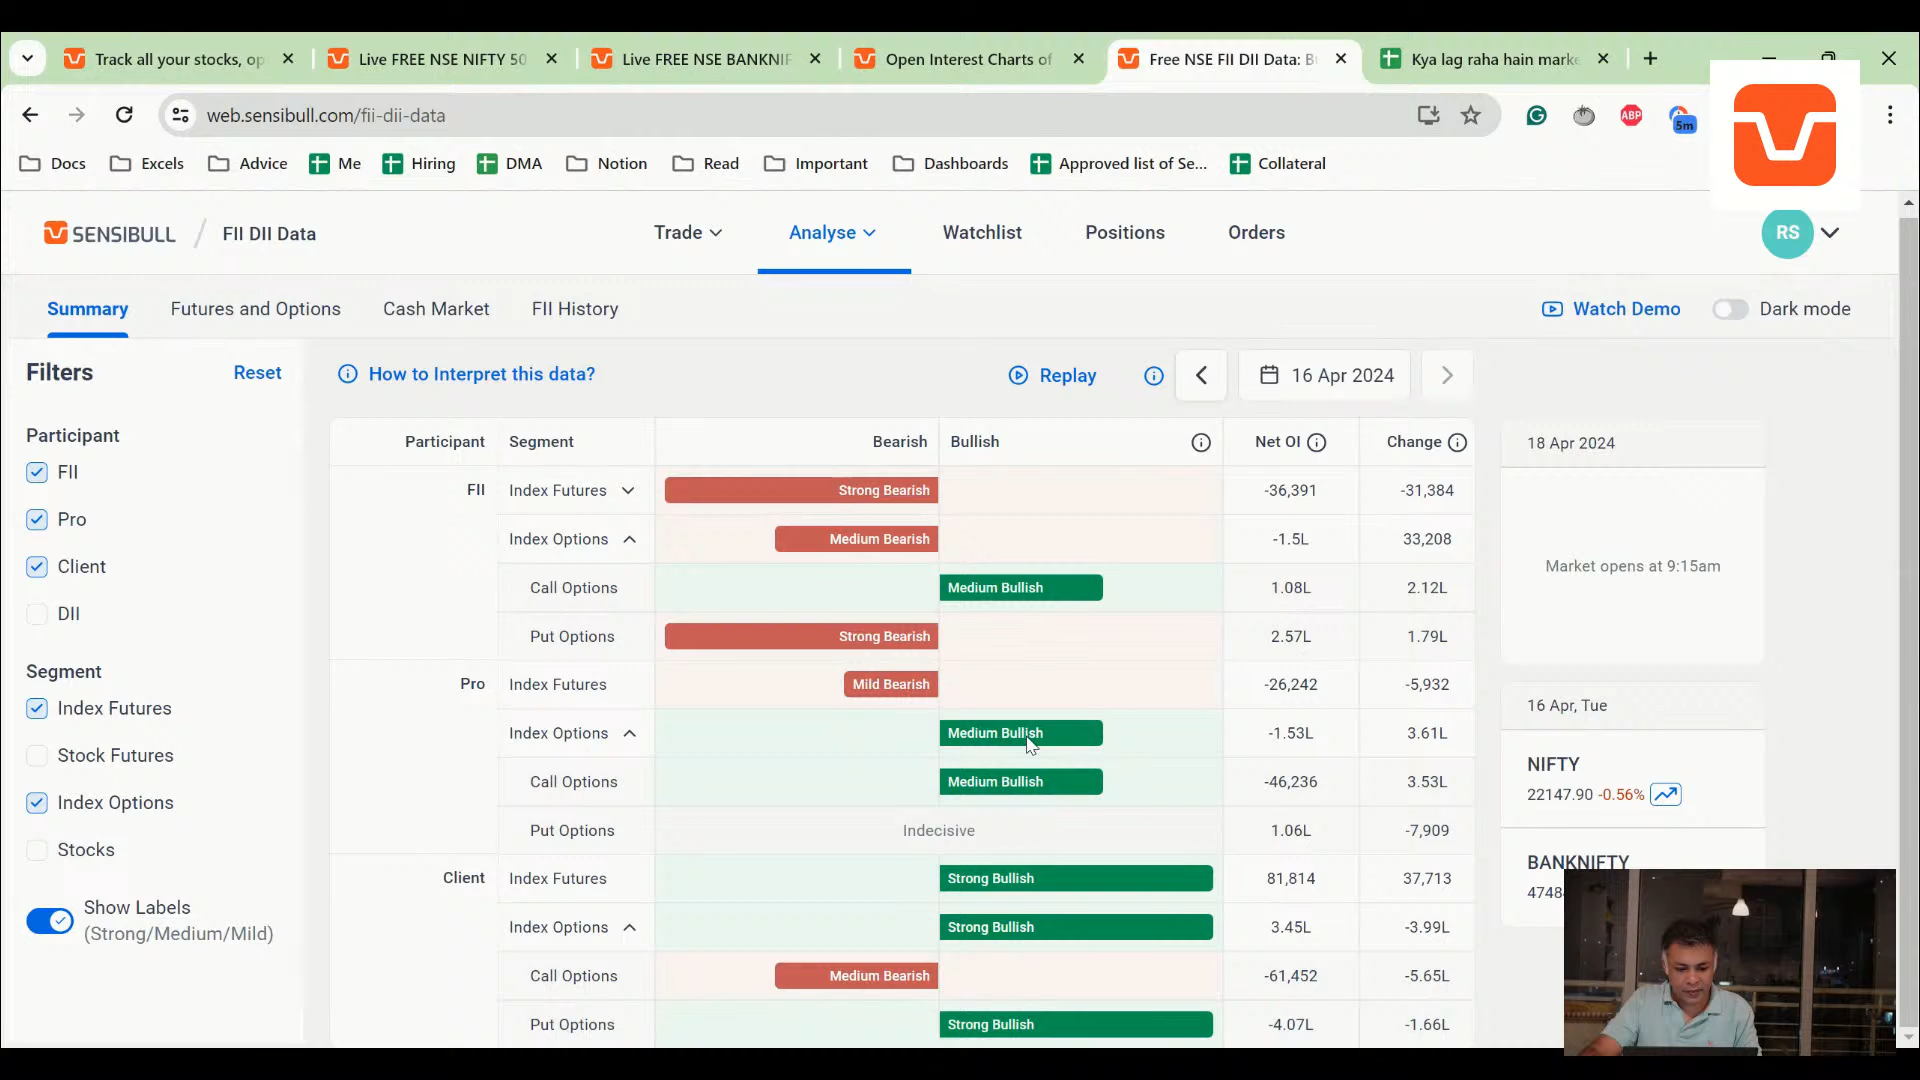 Track all your stocks, op
Live FREE NSE NIFTY 50
Live FREE NSE BANKNIF
Open Interest Charts of
Free NSE FII DII Data: B
Kya lag raha hain mark
web.sensibull.com/fii-dii-data
ABP
5m
Docs
Excels
Advice
Me
Hiring
DMA
Notion
Read
Important
Dashboards
Approved list of Se...
Collateral
SENSIBULL / FII DII Data
Trade
Analyse
Watchlist
Positions
Orders
RS
Summary
Futures and Options
Cash Market
FII History
Watch Demo
Dark mode
Filters
Reset
How to Interpret this data?
Replay
16 Apr 2024
Participant
FII
Pro
Client
DII
Segment
Index Futures
Stock Futures
Index Options
Stocks
Show Labels
(Strong/Medium/Mild)
Participant Segment Bearish Bullish Net OI Change
FII Index Futures Strong Bearish -36,391 -31,384
Index Options Medium Bearish -1.5L 33,208
Call Options Medium Bullish 1.08L 2.12L
Put Options Strong Bearish 2.57L 1.79L
Pro Index Futures Mild Bearish -26,242 -5,932
Index Options Medium Bullish -1.53L 3.61L
Call Options Medium Bullish -46,236 3.53L
Put Options Indecisive 1.06L -7,909
Client Index Futures Strong Bullish 81,814 37,713
Index Options Strong Bullish 3.45L -3.99L
Call Options Medium Bearish -61,452 -5.65L
Put Options Strong Bullish -4.07L -1.66L
18 Apr 2024
Market opens at 9:15am
16 Apr, Tue
NIFTY
22147.90 -0.56%
BANKNIFTY
4748